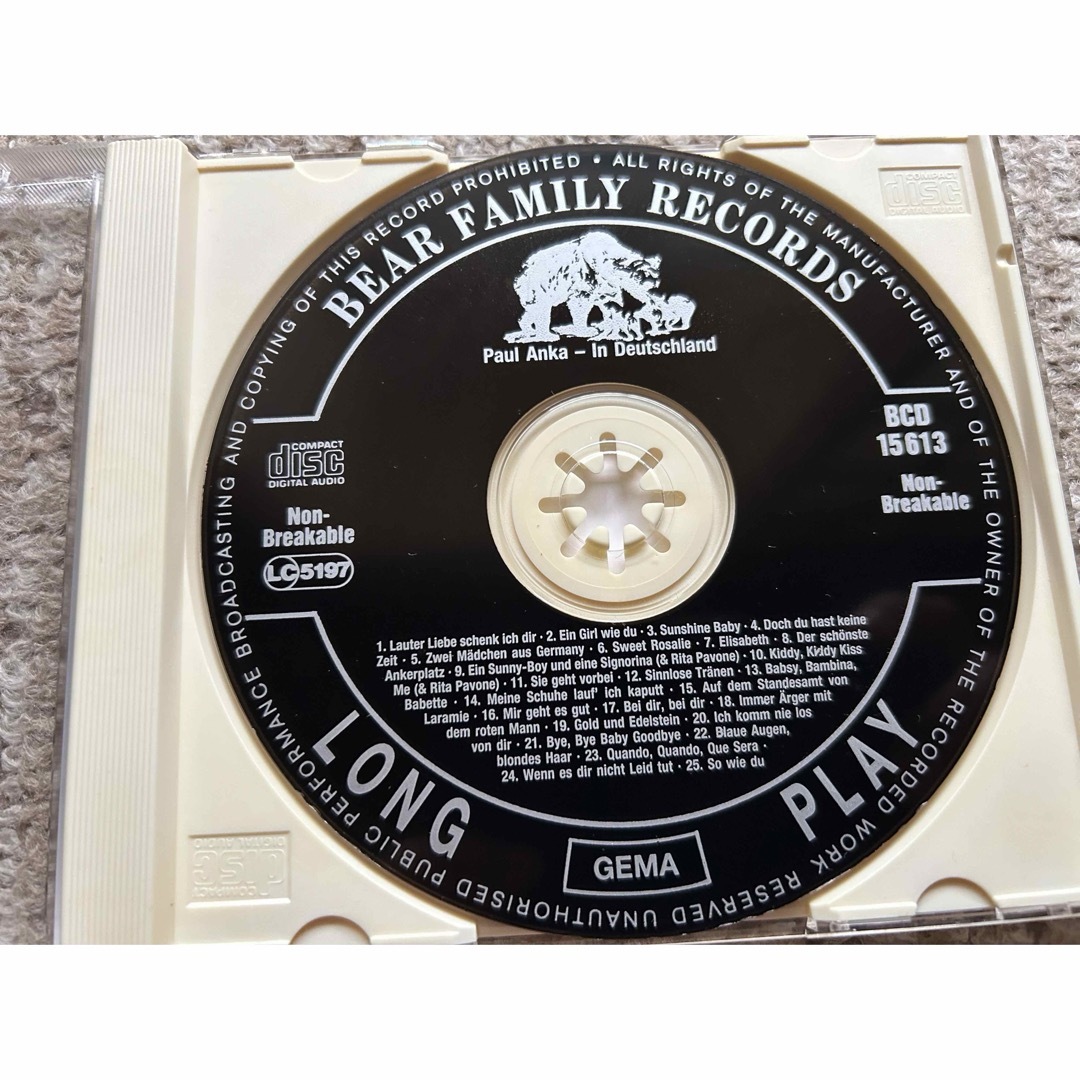 PERFORMANCE BROADCASTING AND COPYING OF THIS RECORD PROHIBITED • ALL RIGHTS OF THE MANUFACTURER AND OF THE OWNER OF THE RECORDED WORK RESERVED UNAUTHORISED PUBLIC
BEAR FAMILY RECORDS
Paul Anka – In Deutschland
COMPACT
disc
DIGITAL AUDIO
Non-
Breakable
LC 5197
BCD
15613
Non-
Breakable
1. Lauter Liebe schenk ich dir · 2. Ein Girl wie du · 3. Sunshine Baby · 4. Doch du hast keine
Zeit · 5. Zwei Mädchen aus Germany · 6. Sweet Rosalie · 7. Elisabeth · 8. Der schönste
Ankerplatz · 9. Ein Sunny-Boy und eine Signorina (& Rita Pavone) · 10. Kiddy, Kiddy Kiss
Me (& Rita Pavone) · 11. Sie geht vorbei · 12. Sinnlose Tränen · 13. Babsy, Bambina,
Babette · 14. Meine Schuhe lauf' ich kaputt · 15. Auf dem Standesamt von
Laramie · 16. Mir geht es gut · 17. Bei dir, bei dir · 18. Immer Ärger mit
dem roten Mann · 19. Gold und Edelstein · 20. Ich komm nie los
von dir · 21. Bye, Bye Baby Goodbye · 22. Blaue Augen,
blondes Haar · 23. Quando, Quando, Que Sera ·
24. Wenn es dir nicht Leid tut · 25. So wie du
LONG PLAY
GEMA
COMPACT
disc
DIGITAL AUDIO
COMPACT
disc
DIGITAL AUDIO